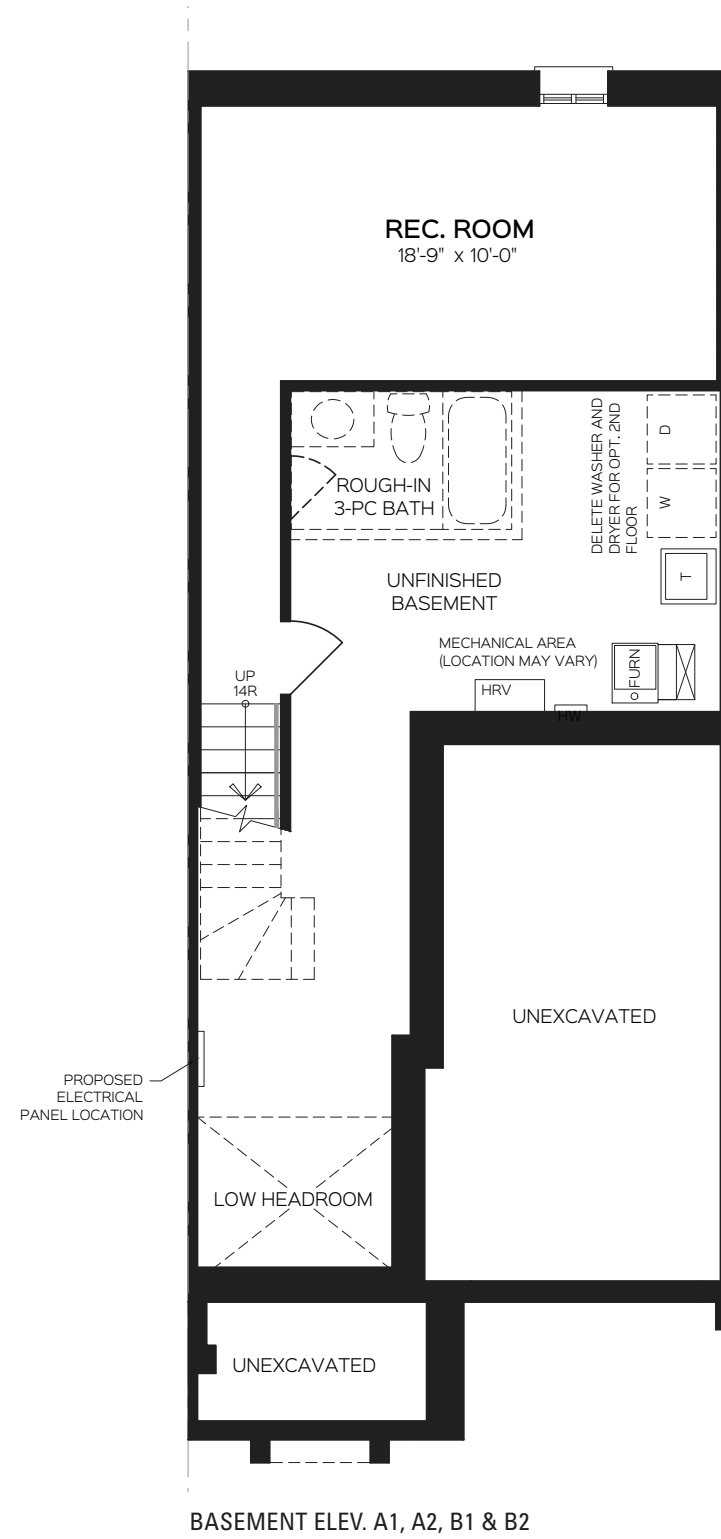 REC. ROOM
18'-9" x 10'-0"
DELETE WASHER AND
DRYER FOR OPT. 2ND
FLOOR
D
W
ROUGH-IN
3-PC BATH
T
UNFINISHED
BASEMENT
MECHANICAL AREA
(LOCATION MAY VARY)
FURN
HRV
HW
UP
14R
UNEXCAVATED
PROPOSED
ELECTRICAL
PANEL LOCATION
LOW HEADROOM
UNEXCAVATED
BASEMENT ELEV. A1, A2, B1 & B2